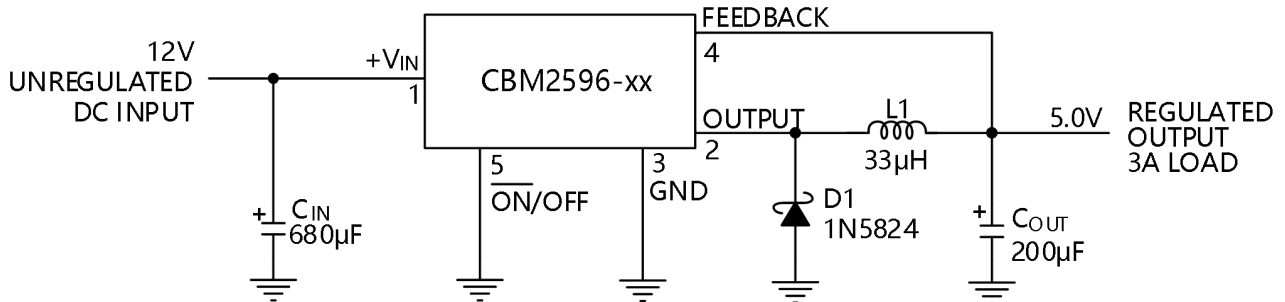 FEEDBACK
4
12V
UNREGULATED
DC INPUT
+VIN
1
CBM2596-xx
OUTPUT
2
L1
33μH
5.0V
REGULATED
OUTPUT
3A LOAD
5
ON/OFF
3
GND
D1
1N5824
+
CIN
680μF
+
COUT
200μF